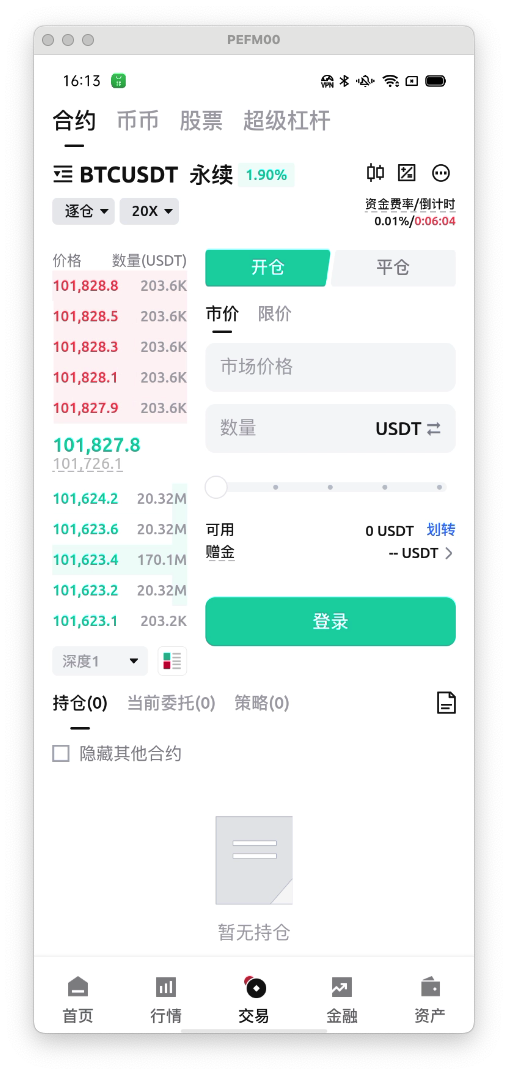 PEFM00
16:13
VPN
合约 币币 股票 超级杠杆
BTCUSDT 永续 1.90%
逐仓 20X
资金费率/倒计时
0.01%/0:06:04
价格 数量(USDT)
101,828.8 203.6K
101,828.5 203.6K
101,828.3 203.6K
101,828.1 203.6K
101,827.9 203.6K
101,827.8
101,726.1
101,624.2 20.32M
101,623.6 20.32M
101,623.4 170.1M
101,623.2 20.32M
101,623.1 203.2K
深度1
开仓 平仓
市价 限价
市场价格
数量 USDT
可用 0 USDT 划转
赠金 -- USDT
登录
持仓(0) 当前委托(0) 策略(0)
隐藏其他合约
暂无持仓
首页 行情 交易 金融 资产